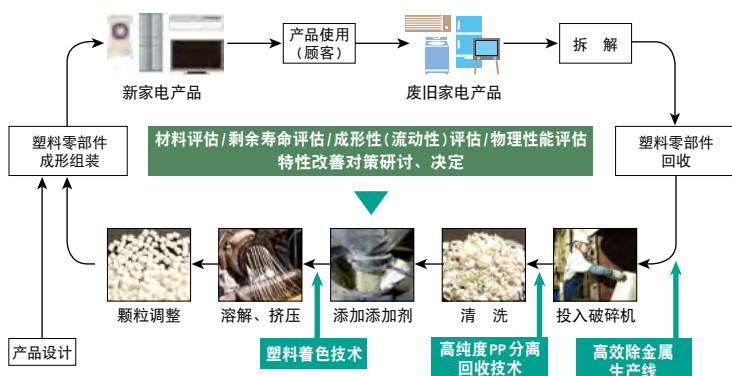 产品使用
（顾客）
拆 解
新家电产品
废旧家电产品
塑料零部件
成形组装
材料评估/剩余寿命评估/成形性（流动性）评估/物理性能评估
特性改善对策研讨、决定
塑料零部件
回收
颗粒调整
溶解、挤压
添加添加剂
清 洗
投入破碎机
产品设计
塑料着色技术
高纯度PP分离
回收技术
高效除金属
生产线